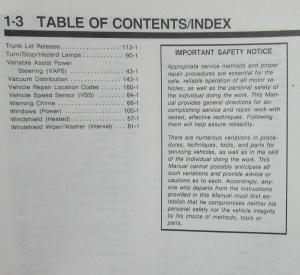 1-3 TABLE OF CONTENTS/INDEX
Trunk Lid Release . . . . . . . . . . . . . . 113-1
Turn/Stop/Hazard Lamps . . . . . . . . . . 90-1
Variable Assist Power
Steering (VAPS) . . . . . . . . . . . . . . 43-1
Vacuum Distribution . . . . . . . . . . . . 142-1
Vehicle Repair Location Codes . . . . . 160-1
Vehicle Speed Sensor (VSS) . . . . . . . 64-1
Warning Chime . . . . . . . . . . . . . . . . 66-1
Windows (Power) . . . . . . . . . . . . . . 100-1
Windshield (Heated) . . . . . . . . . . . . . 57-1
Windshield Wiper/Washer (Interval) . . . 81-1
IMPORTANT SAFETY NOTICE
Appropriate service methods and proper
repair procedures are essential for the
safe, reliable operation of all motor ve-
hicles, as well as the personal safety of
the individual doing the work. This Man-
ual provides general directions for ac-
complishing service and repair work with
tested, effective techniques. Following
them will help assure reliability.
There are numerous variations in proce-
dures, techniques, tools, and parts for
servicing vehicles, as well as in the skill
of the individual doing the work. This
Manual cannot possibly anticipate all
such variations and provide advice or
cautions as to each. Accordingly, any-
one who departs from the instructions
provided in this Manual must first es-
tablish that he compromises neither his
personal safety nor the vehicle integrity
by his choice of methods, tools or
parts.